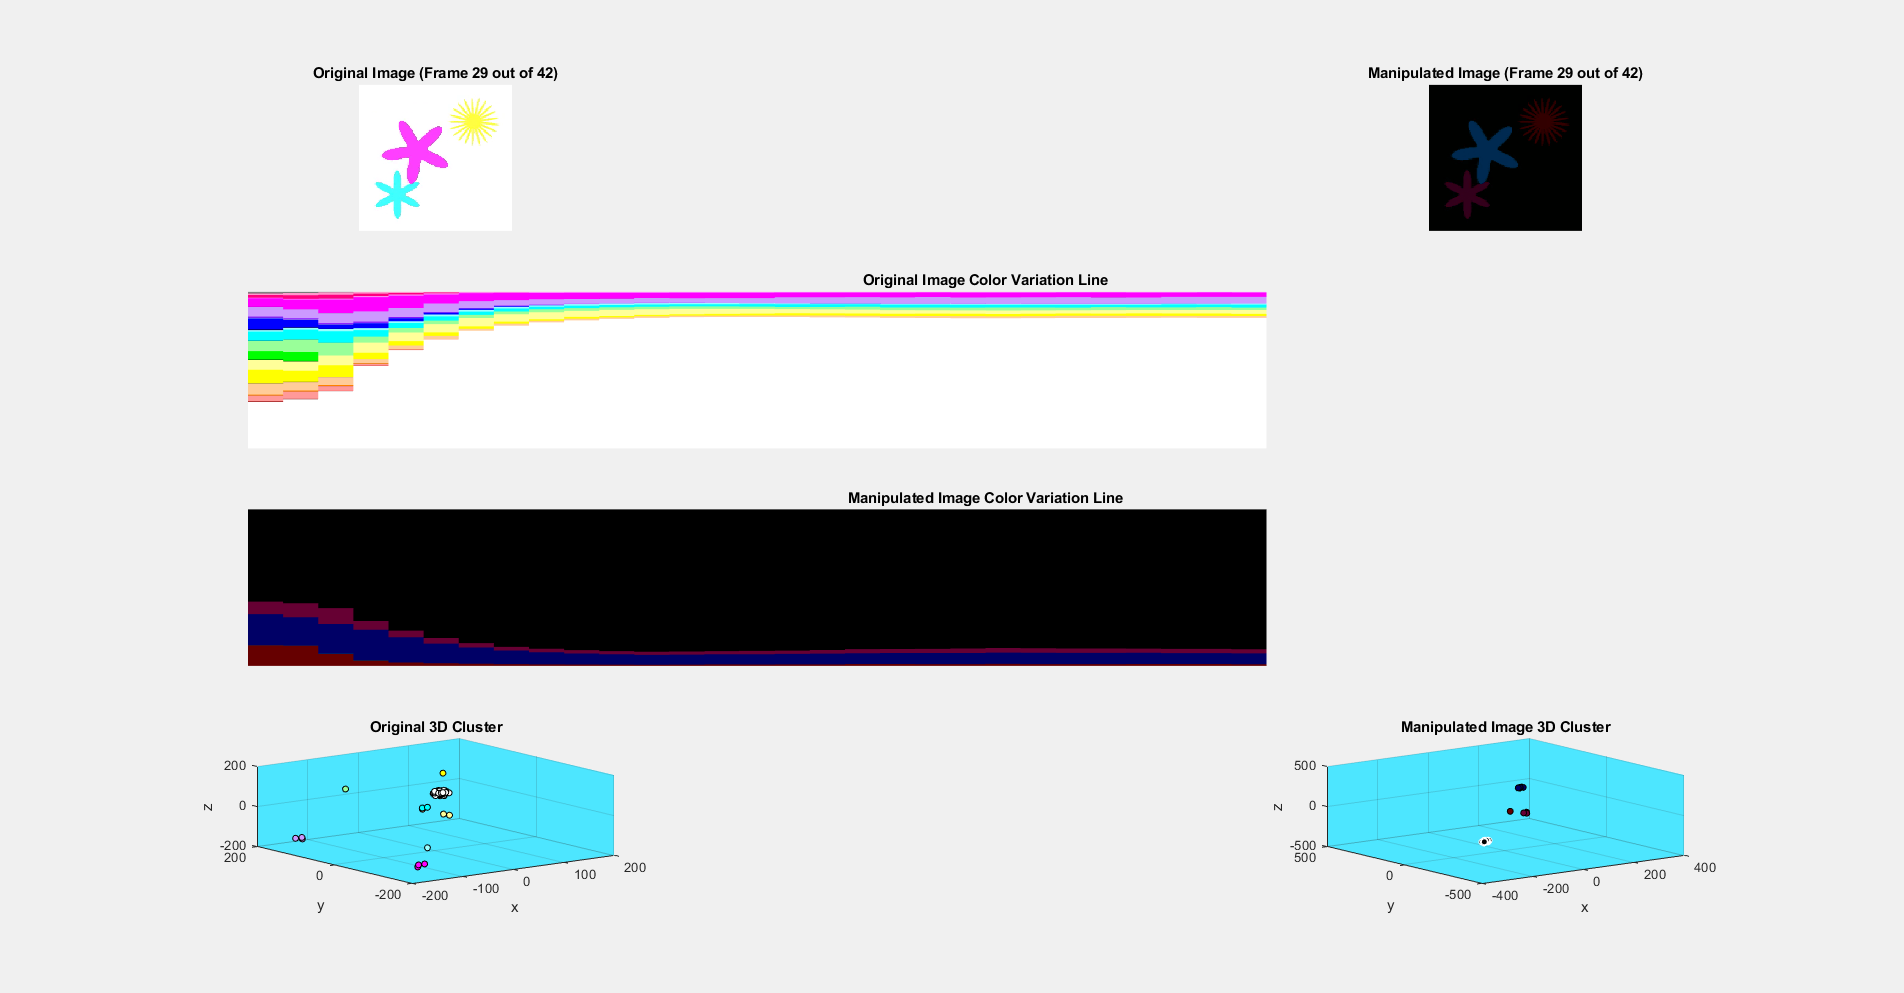 Original Image (Frame 29 out of 42)
Manipulated Image (Frame 29 out of 42)
Original Image Color Variation Line
Manipulated Image Color Variation Line
Original 3D Cluster
200
0
-200
z
200
0
-200
y
-200
-100
0
100
200
x
Manipulated Image 3D Cluster
500
0
-500
z
500
0
-500
y
-400
-200
0
200
400
x